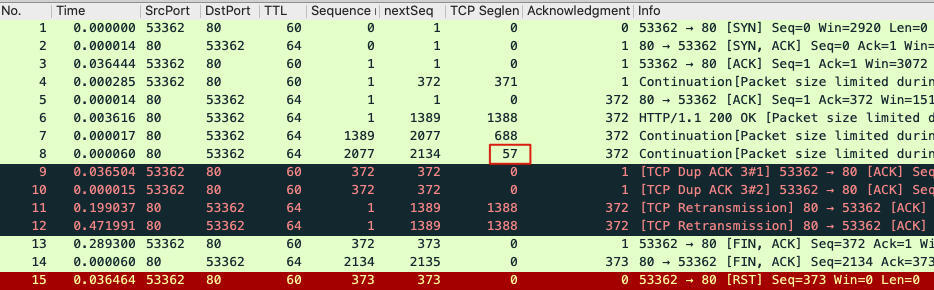 No. Time SrcPort DstPort TTL Sequence nextSeq TCP Seglen Acknowledgment Info
1 0.000000 53362 80 60 0 1 0 0 53362 → 80 [SYN] Seq=0 Win=2920 Len=0
2 0.000014 80 53362 64 0 1 0 1 80 → 53362 [SYN, ACK] Seq=0 Ack=1 Win=
3 0.036444 53362 80 60 1 1 0 1 53362 → 80 [ACK] Seq=1 Ack=1 Win=3072
4 0.000285 53362 80 60 1 372 371 1 Continuation[Packet size limited durin
5 0.000014 80 53362 64 1 1 0 372 80 → 53362 [ACK] Seq=1 Ack=372 Win=151
6 0.003616 80 53362 64 1 1389 1388 372 HTTP/1.1 200 OK [Packet size limited d
7 0.000017 80 53362 64 1389 2077 688 372 Continuation[Packet size limited durin
8 0.000060 80 53362 64 2077 2134 57 372 Continuation[Packet size limited durin
9 0.036504 53362 80 60 372 372 0 1 [TCP Dup ACK 3#1] 53362 → 80 [ACK] Seq
10 0.000015 53362 80 60 372 372 0 1 [TCP Dup ACK 3#2] 53362 → 80 [ACK] Seq
11 0.199037 80 53362 64 1 1389 1388 372 [TCP Retransmission] 80 → 53362 [ACK]
12 0.471991 80 53362 64 1 1389 1388 372 [TCP Retransmission] 80 → 53362 [ACK]
13 0.289300 53362 80 60 372 373 0 1 53362 → 80 [FIN, ACK] Seq=372 Ack=1 Win
14 0.000060 80 53362 64 2134 2135 0 373 80 → 53362 [FIN, ACK] Seq=2134 Ack=373
15 0.036464 53362 80 60 373 373 0 0 53362 → 80 [RST] Seq=373 Win=0 Len=0